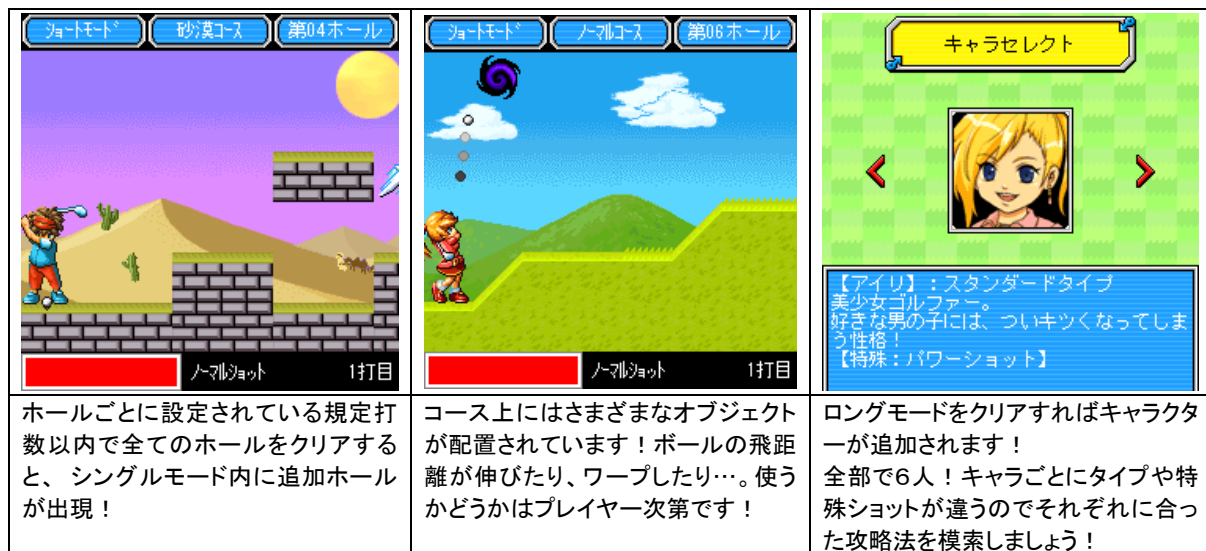 ショートモード 砂漠コース 第04ホール
ノーマルショット 1打目
ホールごとに設定されている規定打
数以内で全てのホールをクリアする
と、 シングルモード内に追加ホール
が出現！
ショートモード ノーマルコース 第06ホール
ノーマルショット 1打目
コース上にはさまざまなオブジェクト
が配置されています！ボールの飛距
離が伸びたり、ワープしたり…。使う
かどうかはプレイヤー次第です！
キャラセレクト
【アイリ】：スタンダードタイプ
美少女ゴルファー。
好きな男の子には、ついキツくなってしま
う性格！
【特殊：パワーショット】
ロングモードをクリアすればキャラクタ
ーが追加されます！
全部で６人！キャラごとにタイプや特
殊ショットが違うのでそれぞれに合っ
た攻略法を模索しましょう！